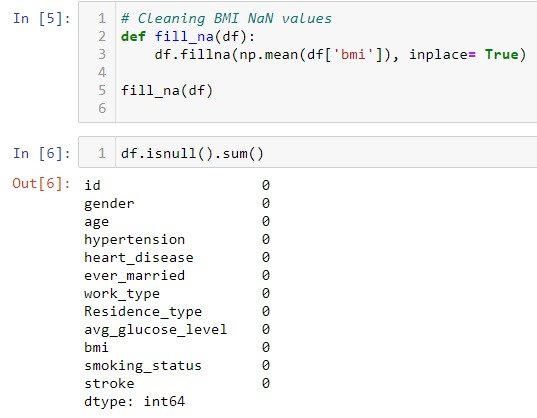 In [5]:
1 # Cleaning BMI NaN values
2 def fill_na(df):
3     df.fillna(np.mean(df['bmi']), inplace= True)
4
5 fill_na(df)
6
In [6]:
1 df.isnull().sum()
Out[6]:
id 0
gender 0
age 0
hypertension 0
heart_disease 0
ever_married 0
work_type 0
Residence_type 0
avg_glucose_level 0
bmi 0
smoking_status 0
stroke 0
dtype: int64